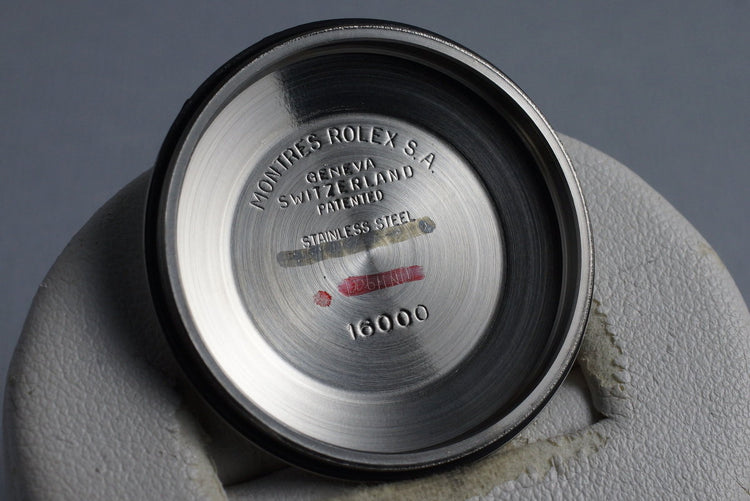 MONTRES ROLEX S.A.
GENEVA
SWITZERLAND
PATENTED
STAINLESS STEEL
16000